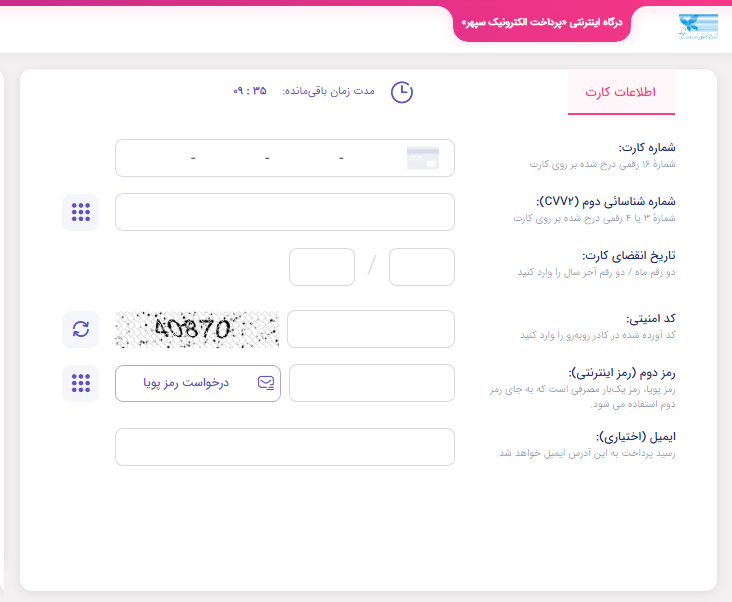 درگاه اینترنتی «پرداخت الکترونیک سپهر»
اطلاعات کارت
مدت زمان باقی‌مانده: ۰۹ : ۳۵
شماره کارت:
شمارهٔ ۱۶ رقمی درج شده بر روی کارت
- - -
شماره شناسائی دوم (CVV۲):
شمارهٔ ۳ یا ۴ رقمی درج شده بر روی کارت
تاریخ انقضای کارت:
دو رقم ماه / دو رقم آخر سال را وارد کنید
/
کد امنیتی:
کد آورده شده در کادر روبه‌رو را وارد کنید
40870
رمز دوم (رمز اینترنتی):
رمز پویا، رمز یک‌بار مصرفی است که به جای رمز
دوم استفاده می شود.
درخواست رمز پویا
ایمیل (اختیاری):
رسید پرداخت به این آدرس ایمیل خواهد شد.